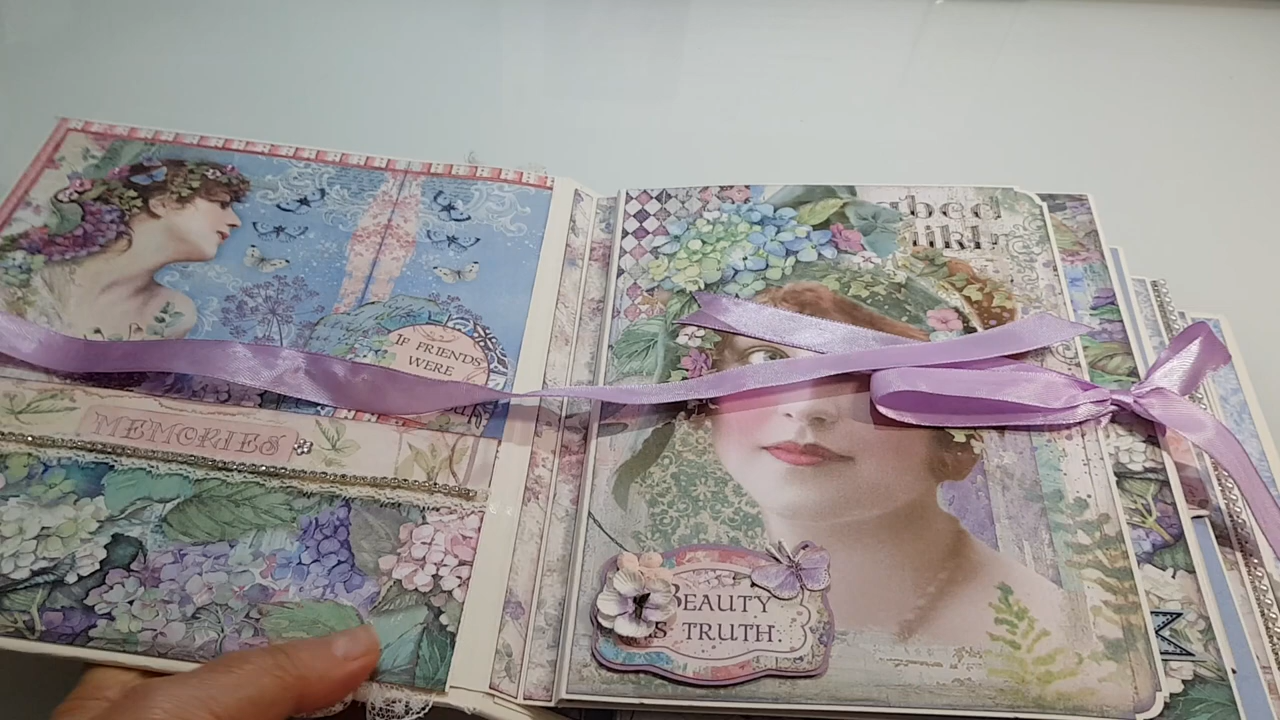 IF FRIENDS
WERE
MEMORIES
BEAUTY
IS TRUTH.